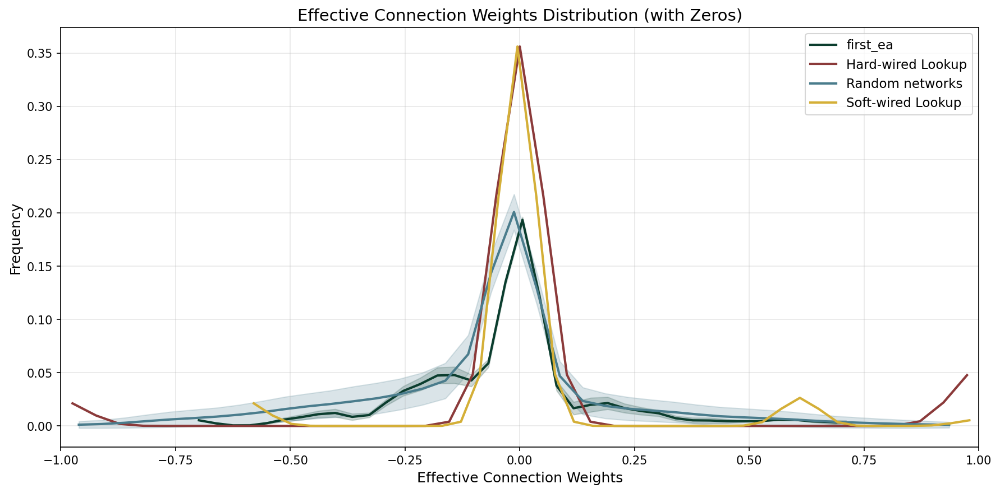 Effective Connection Weights Distribution (with Zeros)
first_ea
Hard-wired Lookup
Random networks
Soft-wired Lookup
Frequency
0.35
0.30
0.25
0.20
0.15
0.10
0.05
0.00
−1.00 −0.75 −0.50 −0.25 0.00 0.25 0.50 0.75 1.00
Effective Connection Weights